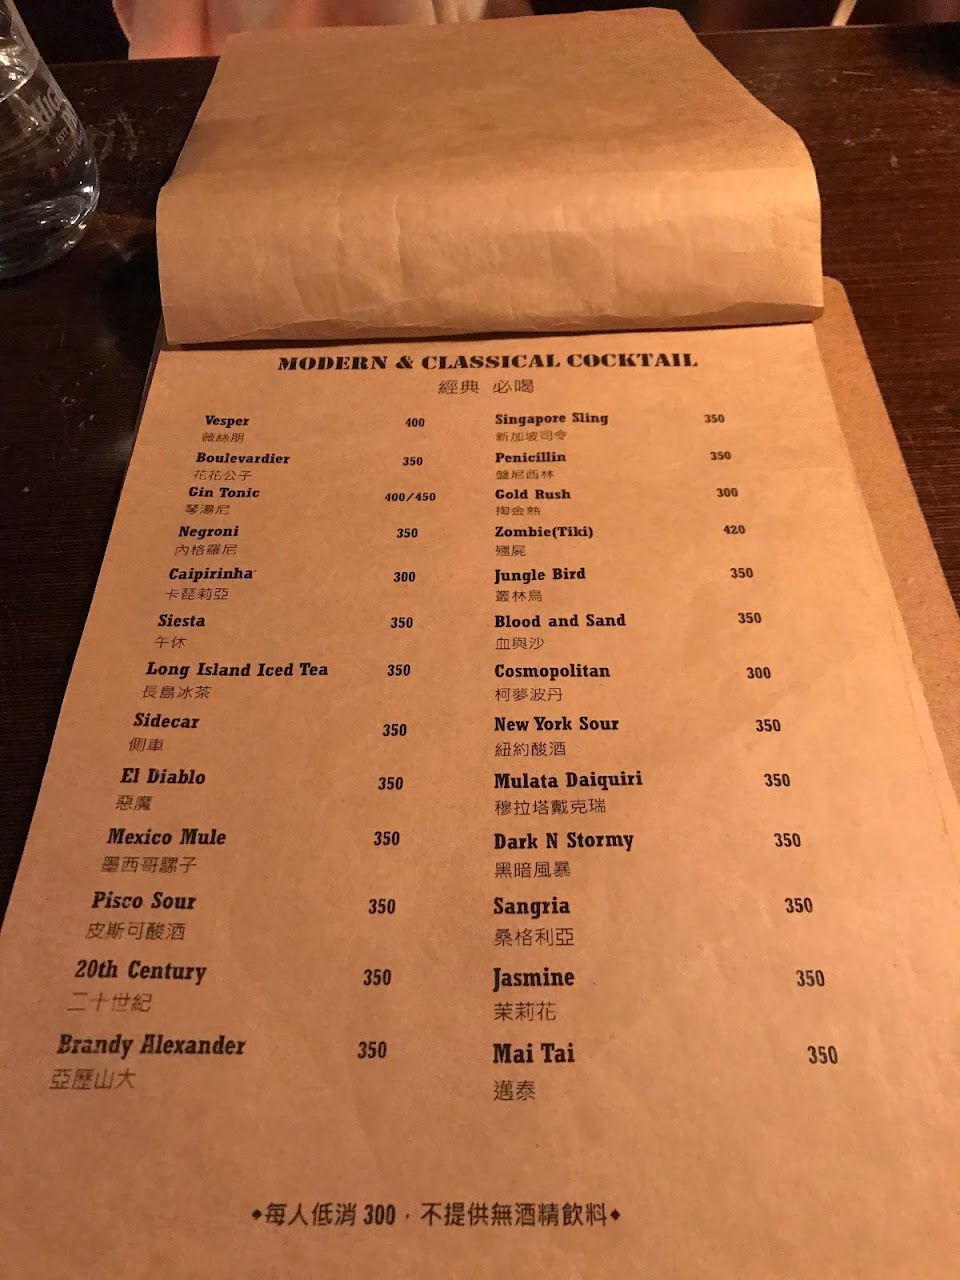 MODERN & CLASSICAL COCKTAIL
經典 必喝
Vesper 400
薇絲朋
Boulevardier 350
花花公子
Gin Tonic 400/450
琴湯尼
Negroni 350
內格羅尼
Caipirinha 300
卡琵莉亞
Siesta 350
午休
Long Island Iced Tea 350
長島冰茶
Sidecar 350
側車
El Diablo 350
惡魔
Mexico Mule 350
墨西哥騾子
Pisco Sour 350
皮斯可酸酒
20th Century 350
二十世紀
Brandy Alexander 350
亞歷山大
Singapore Sling 350
新加坡司令
Penicillin 350
盤尼西林
Gold Rush 300
掏金熱
Zombie(Tiki) 420
殭屍
Jungle Bird 350
叢林鳥
Blood and Sand 350
血與沙
Cosmopolitan 300
柯夢波丹
New York Sour 350
紐約酸酒
Mulata Daiquiri 350
穆拉塔戴克瑞
Dark N Stormy 350
黑暗風暴
Sangria 350
桑格利亞
Jasmine 350
茉莉花
Mai Tai 350
邁泰
◆每人低消 300，不提供無酒精飲料◆